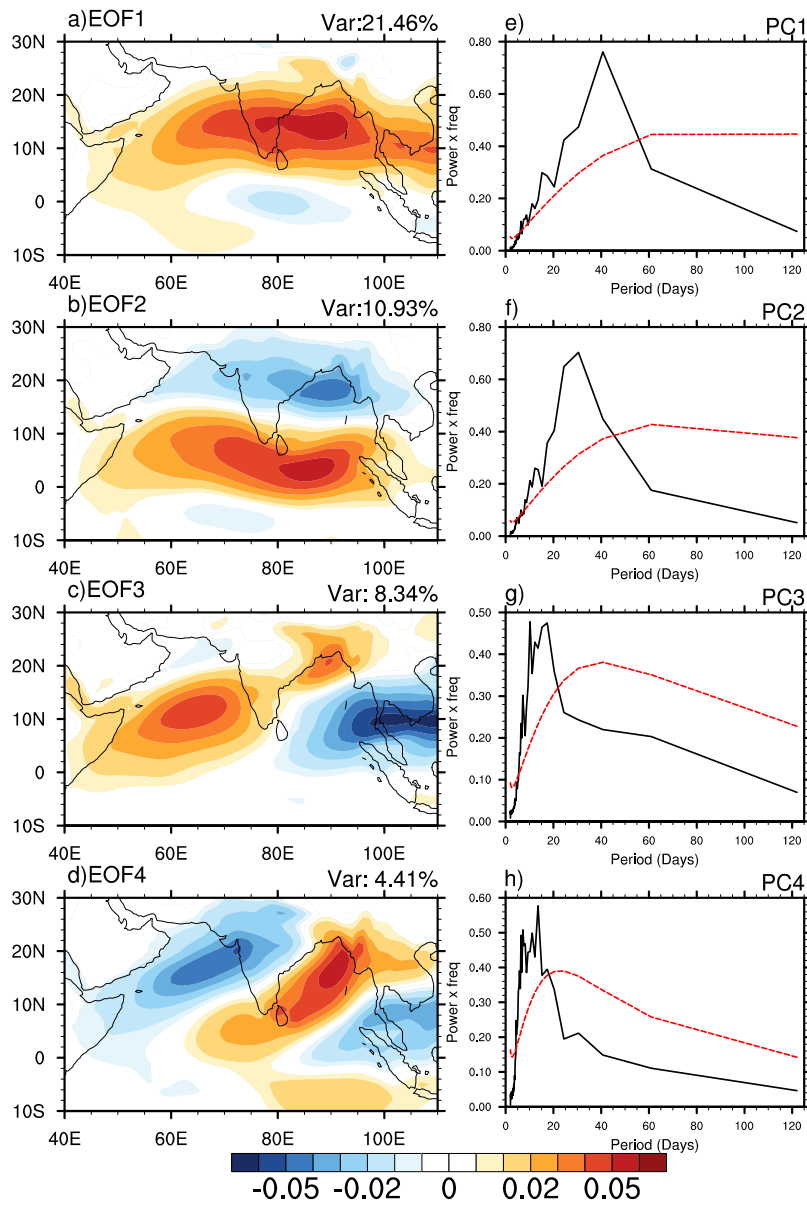 a)EOF1 Var:21.46%
30N
20N
10N
0
10S
40E 60E 80E 100E
e) PC1
0.80
0.60
0.40
0.20
0.00
Power x freq
0 20 40 60 80 100 120
Period (Days)
b)EOF2 Var:10.93%
30N
20N
10N
0
10S
40E 60E 80E 100E
f) PC2
0.80
0.60
0.40
0.20
0.00
Power x freq
0 20 40 60 80 100 120
Period (Days)
c)EOF3 Var: 8.34%
30N
20N
10N
0
10S
40E 60E 80E 100E
g) PC3
0.50
0.40
0.30
0.20
0.10
0.00
Power x freq
0 20 40 60 80 100 120
Period (Days)
d)EOF4 Var: 4.41%
30N
20N
10N
0
10S
40E 60E 80E 100E
h) PC4
0.60
0.50
0.40
0.30
0.20
0.10
0.00
Power x freq
0 20 40 60 80 100 120
Period (Days)
-0.05 -0.02 0 0.02 0.05